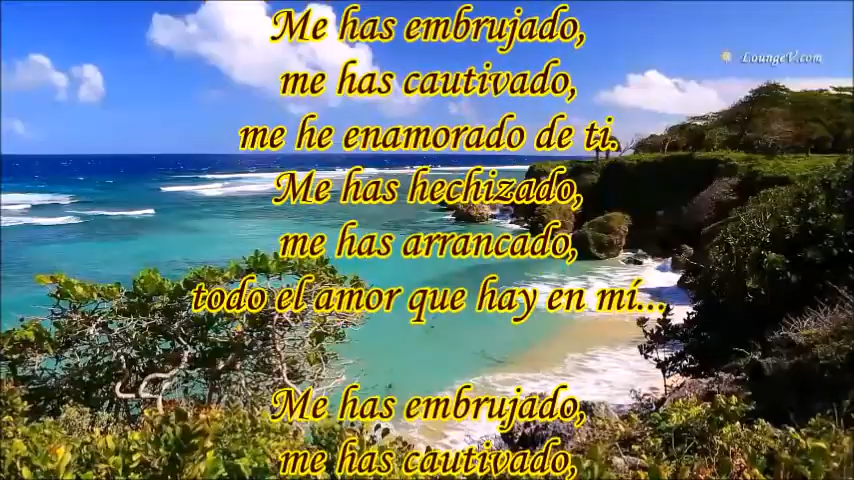 Me has embrujado,
LoungeV.com
me has cautivado,
me he enamorado de ti.
Me has hechizado,
me has arrancado,
todo el amor que hay en mí...
Me has embrujado,
me has cautivado,